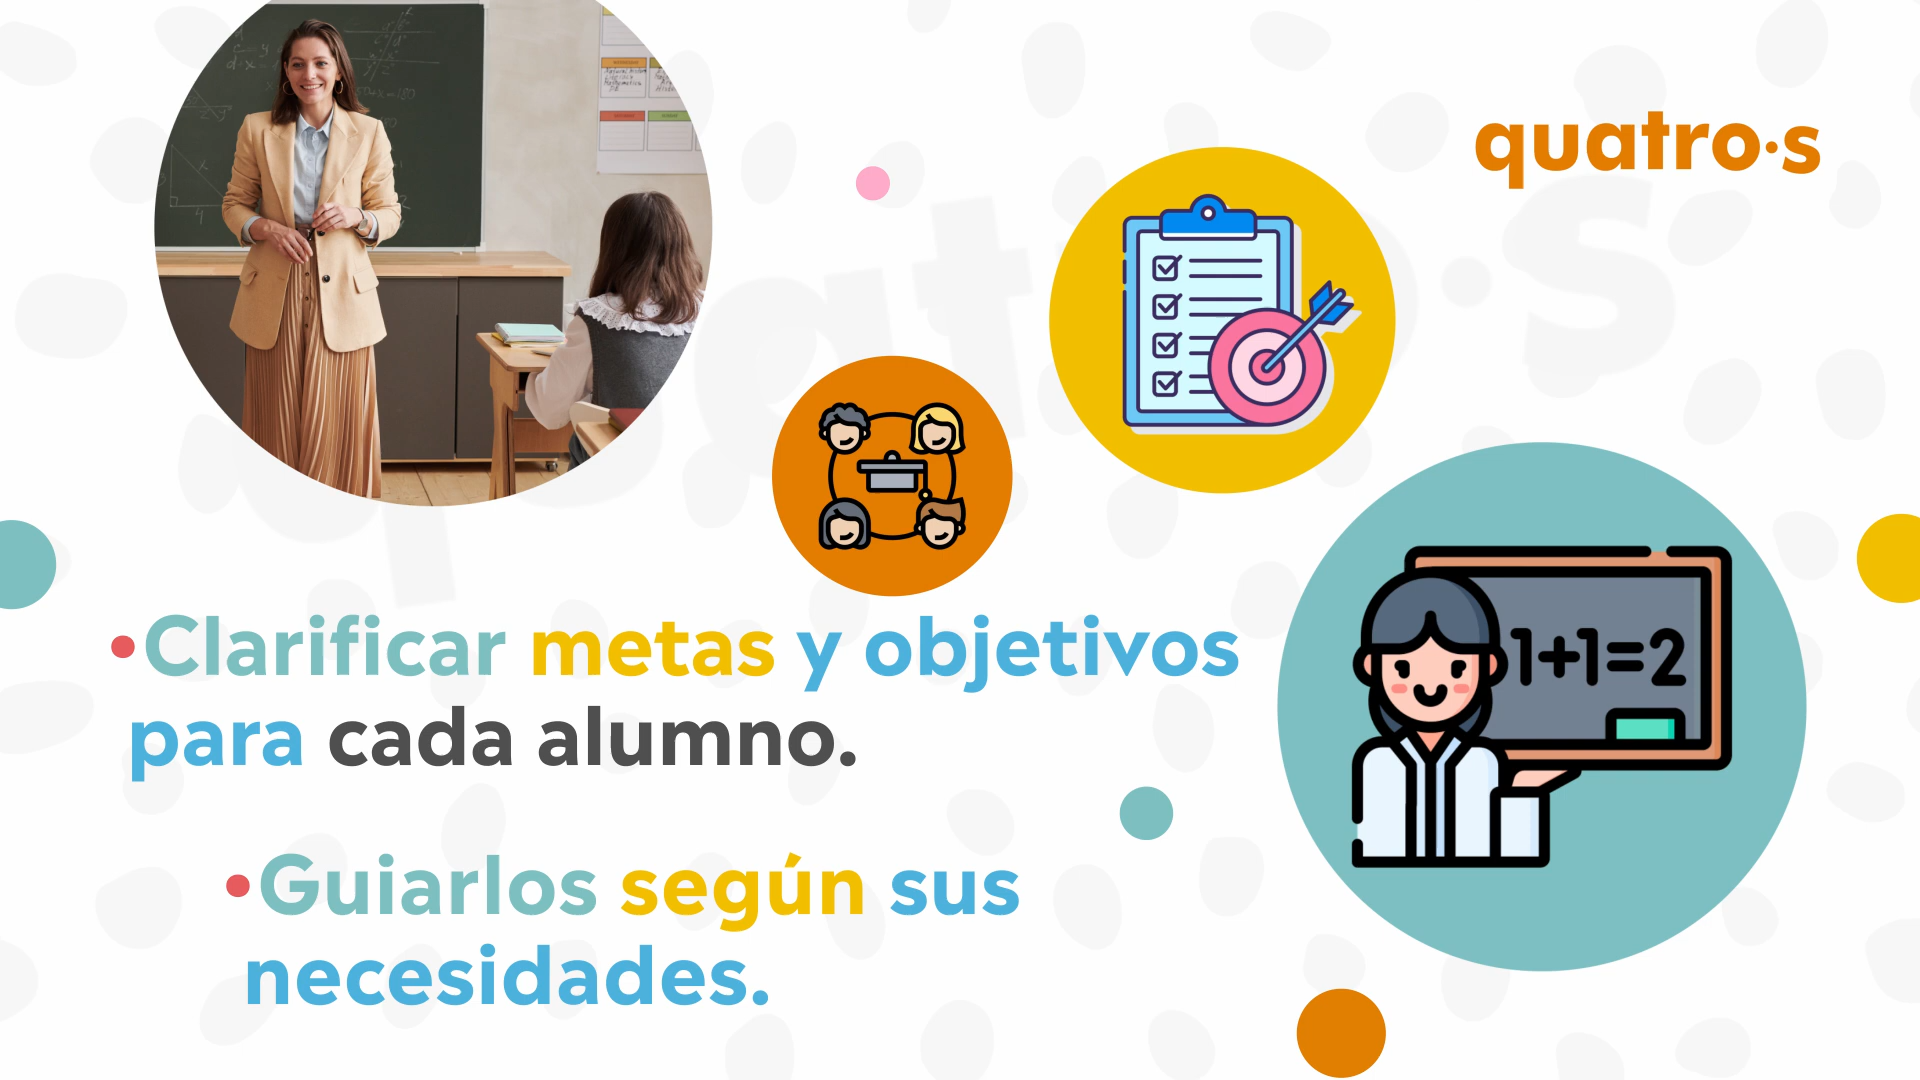 quatro·s
1+1=2
•Clarificar metas y objetivos
para cada alumno.
•Guiarlos según sus
necesidades.